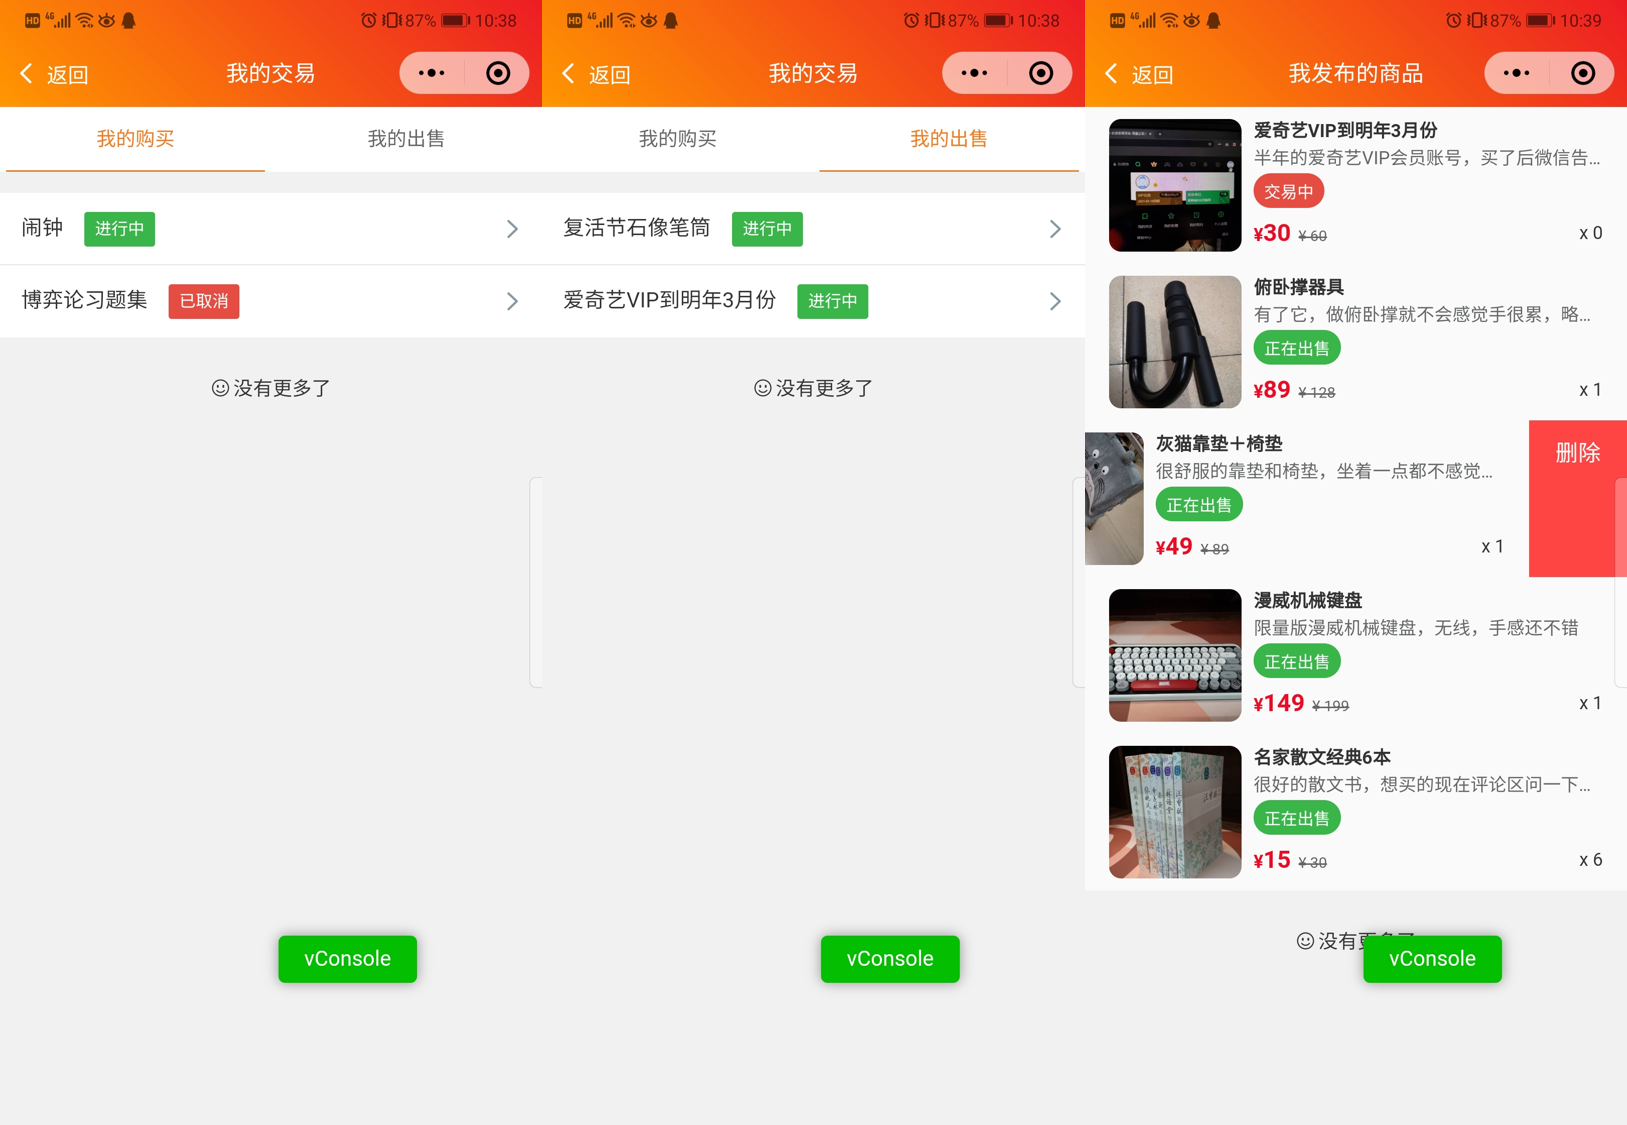 HD 4G 87% 10:38
返回 我的交易
我的购买 我的出售
闹钟 进行中
博弈论习题集 已取消
没有更多了
vConsole
HD 4G 87% 10:38
返回 我的交易
我的购买 我的出售
复活节石像笔筒 进行中
爱奇艺VIP到明年3月份 进行中
没有更多了
vConsole
HD 4G 87% 10:39
返回 我发布的商品
爱奇艺VIP到明年3月份
半年的爱奇艺VIP会员账号，买了后微信告...
交易中
¥30 ¥60 x 0
俯卧撑器具
有了它，做俯卧撑就不会感觉手很累，略...
正在出售
¥89 ¥128 x 1
灰猫靠垫＋椅垫 删除
很舒服的靠垫和椅垫，坐着一点都不感觉...
正在出售
¥49 ¥89 x 1
漫威机械键盘
限量版漫威机械键盘，无线，手感还不错
正在出售
¥149 ¥199 x 1
名家散文经典6本
很好的散文书，想买的现在评论区问一下...
正在出售
¥15 ¥30 x 6
没有更多了
vConsole